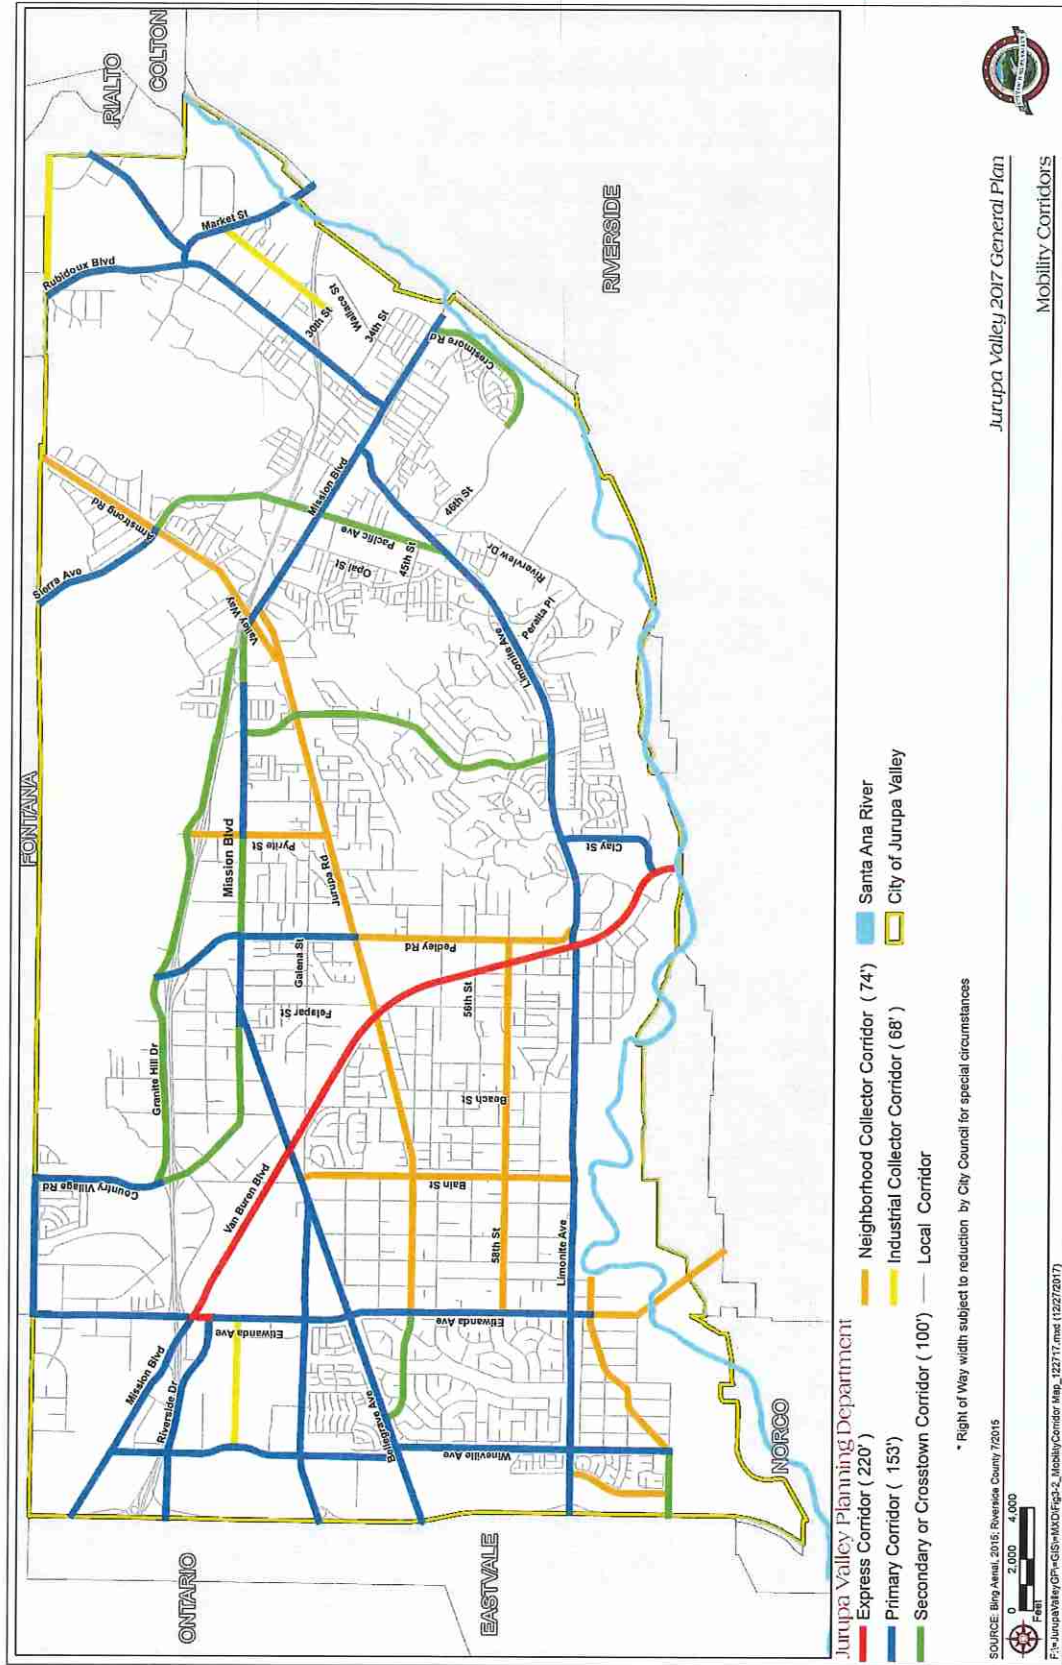 FONTANA
RIALTO
COLTON
ONTARIO
EASTVALE
NORCO
RIVERSIDE
Rubidoux Blvd
Market St
30th St
Wallace St
34th St
Crestmore Rd
Armstrong Rd
Sierra Ave
Mission Blvd
Pacific Ave
Opal St
45th St
46th St
Riverview Dr
Peralta Pl
Limonite Ave
Valley Way
Mission Blvd
Pyrite St
Jurupa Rd
Clay St
Galena St
Pedley Rd
Felspar St
56th St
Granite Hill Dr
Beach St
Country Village Rd
Van Buren Blvd
Bain St
58th St
Limonite Ave
Etiwanda Ave
Etiwanda Ave
Mission Blvd
Riverside Dr
Bellegrave Ave
Wineville Ave
Jurupa Valley Planning Department
Express Corridor ( 220' )
Primary Corridor ( 153')
Secondary or Crosstown Corridor ( 100')
Neighborhood Collector Corridor ( 74')
Industrial Collector Corridor ( 68' )
Local Corridor
Santa Ana River
City of Jurupa Valley
* Right of Way width subject to reduction by City Council for special circumstances
SOURCE: Bing Aerial, 2015; Riverside County 7/2015
0 2,000 4,000
Feet
Jurupa Valley 2017 General Plan
Mobility Corridors